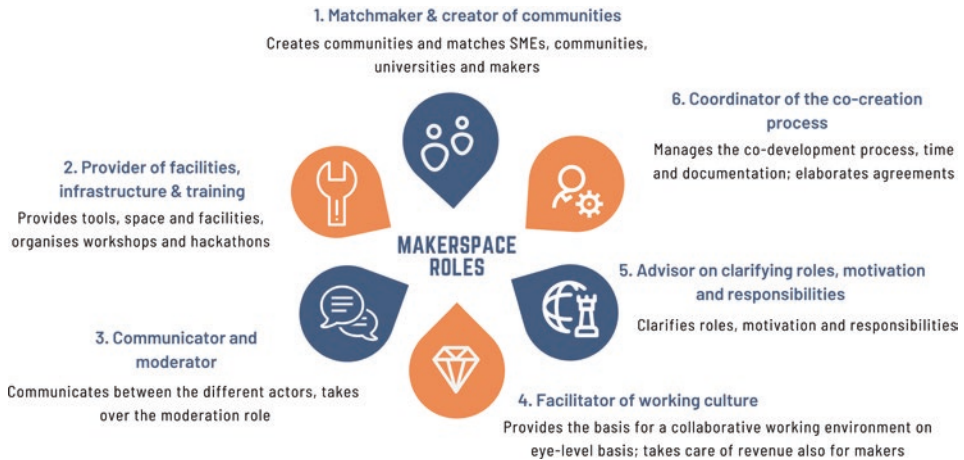 1. Matchmaker & creator of communities
Creates communities and matches SMEs, communities,
universities and makers
2. Provider of facilities,
infrastructure & training
Provides tools, space and facilities,
organises workshops and hackathons
3. Communicator and
moderator
Communicates between the different actors, takes
over the moderation role
MAKERSPACE
ROLES
4. Facilitator of working culture
Provides the basis for a collaborative working environment on
eye-level basis; takes care of revenue also for makers
5. Advisor on clarifying roles, motivation
and responsibilities
Clarifies roles, motivation and responsibilities
6. Coordinator of the co-creation
process
Manages the co-development process, time
and documentation; elaborates agreements